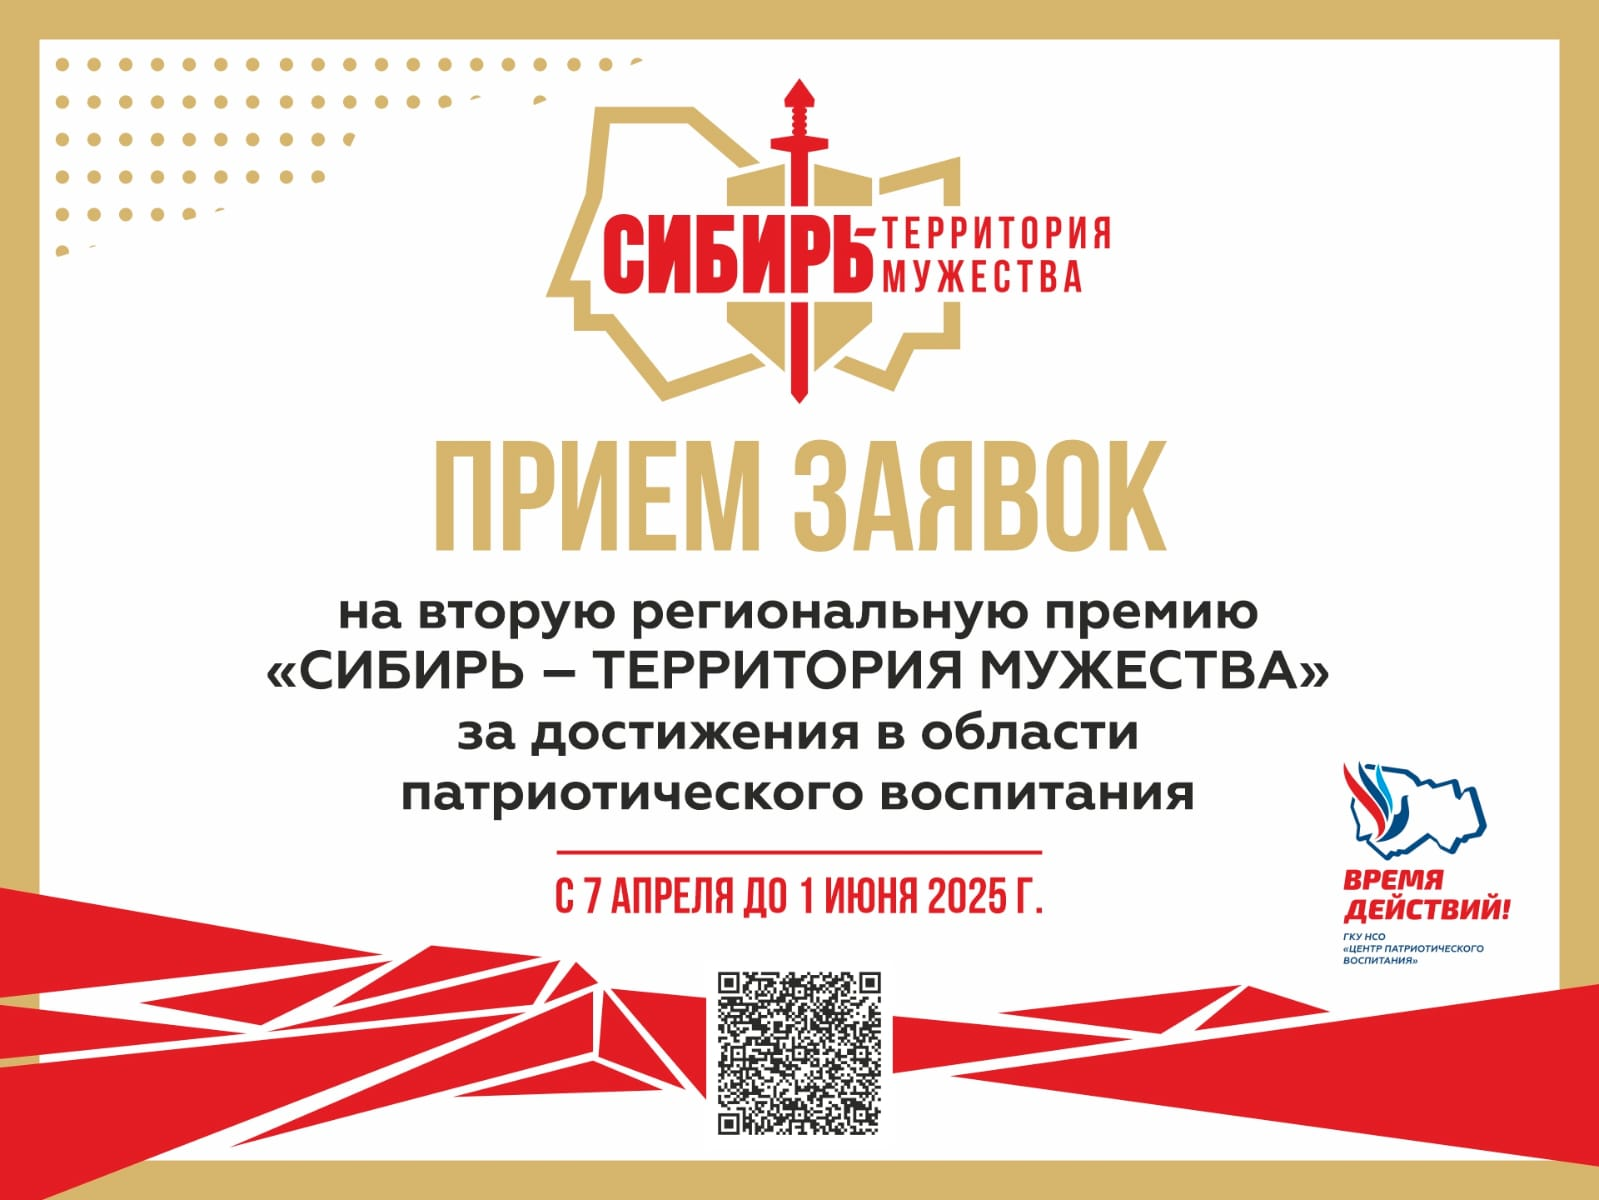 СИБИРЬ-ТЕРРИТОРИЯ
МУЖЕСТВА
ПРИЕМ ЗАЯВОК
на вторую региональную премию
«СИБИРЬ – ТЕРРИТОРИЯ МУЖЕСТВА»
за достижения в области
патриотического воспитания
С 7 АПРЕЛЯ ДО 1 ИЮНЯ 2025 Г.
ВРЕМЯ
ДЕЙСТВИЙ!
ГКУ НСО
«ЦЕНТР ПАТРИОТИЧЕСКОГО
ВОСПИТАНИЯ»